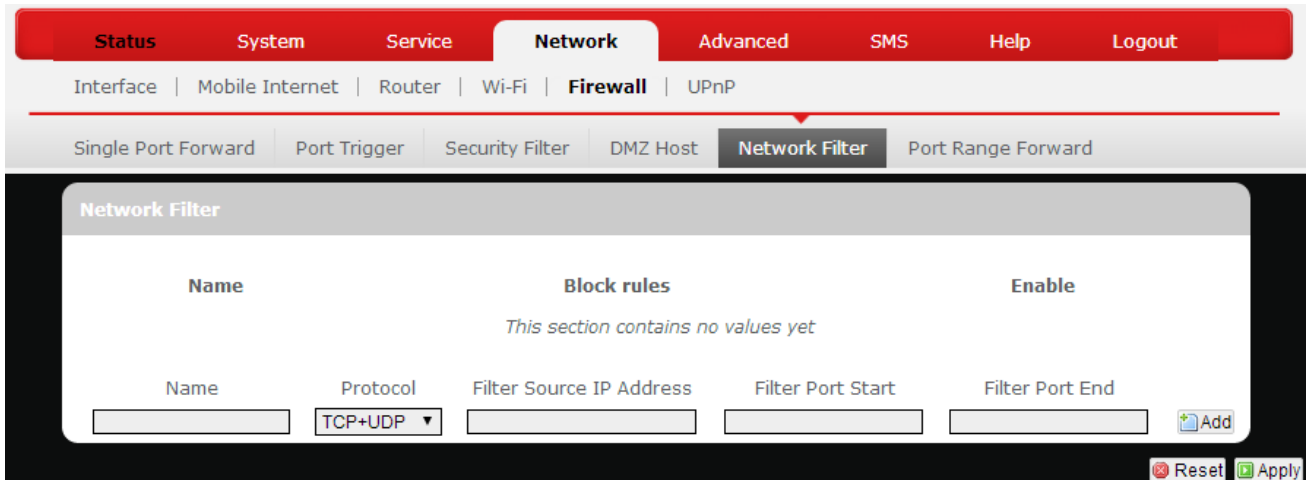 Status System Service Network Advanced SMS Help Logout
Interface | Mobile Internet | Router | Wi-Fi | Firewall | UPnP
Single Port Forward Port Trigger Security Filter DMZ Host Network Filter Port Range Forward
Network Filter
Name Block rules Enable
This section contains no values yet
Name Protocol Filter Source IP Address Filter Port Start Filter Port End
TCP+UDP Add
Reset Apply